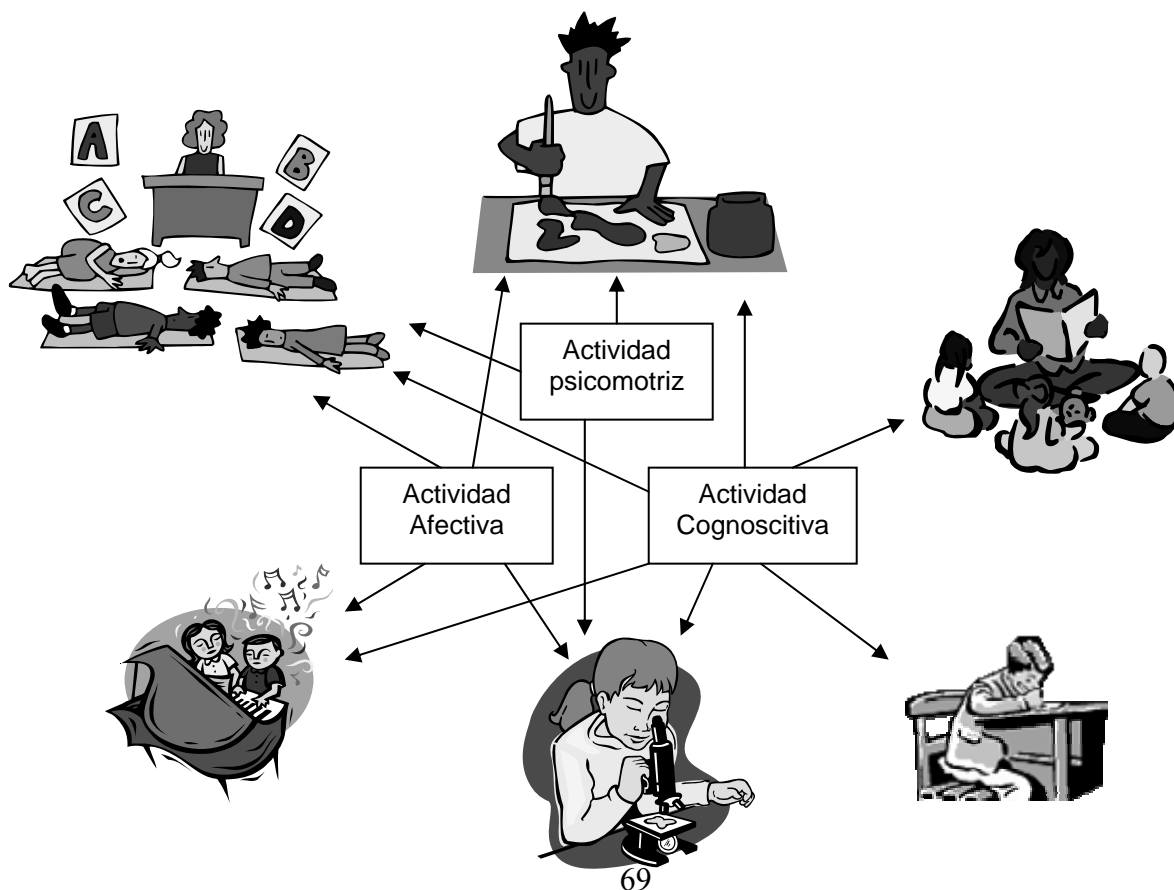 A
B
C
D
Actividad
psicomotriz
Actividad
Afectiva
Actividad
Cognoscitiva
69